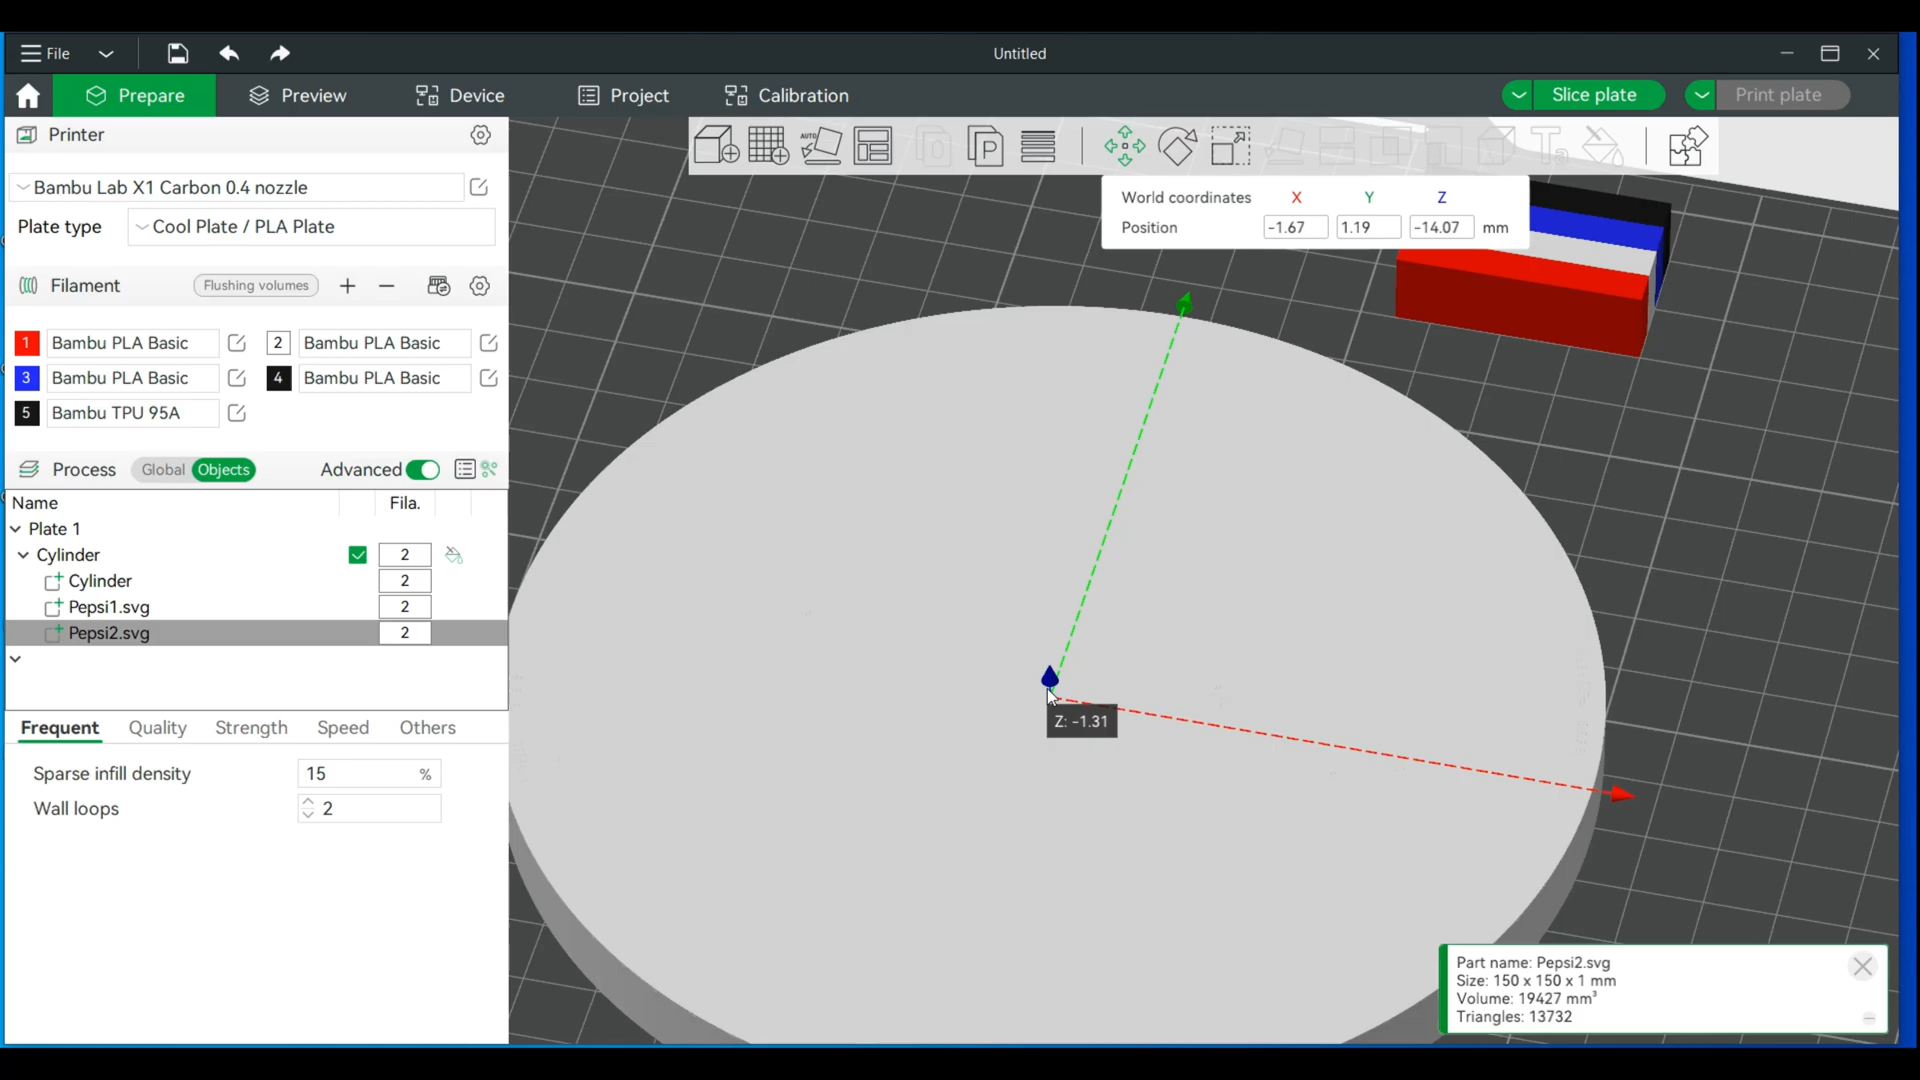 File
Untitled
Prepare
Preview
Device
Project
Calibration
Slice plate
Print plate
Printer
Bambu Lab X1 Carbon 0.4 nozzle
Plate type
Cool Plate / PLA Plate
Filament
Flushing volumes
1 Bambu PLA Basic
2 Bambu PLA Basic
3 Bambu PLA Basic
4 Bambu PLA Basic
5 Bambu TPU 95A
Process
Global
Objects
Advanced
Name Fila.
Plate 1
Cylinder 2
Cylinder 2
Pepsi1.svg 2
Pepsi2.svg 2
Frequent
Quality
Strength
Speed
Others
Sparse infill density 15 %
Wall loops 2
AUTO
P
T
World coordinates X Y Z
Position -1.67 1.19 -14.07 mm
Z: -1.31
Part name: Pepsi2.svg
Size: 150 x 150 x 1 mm
Volume: 19427 mm³
Triangles: 13732